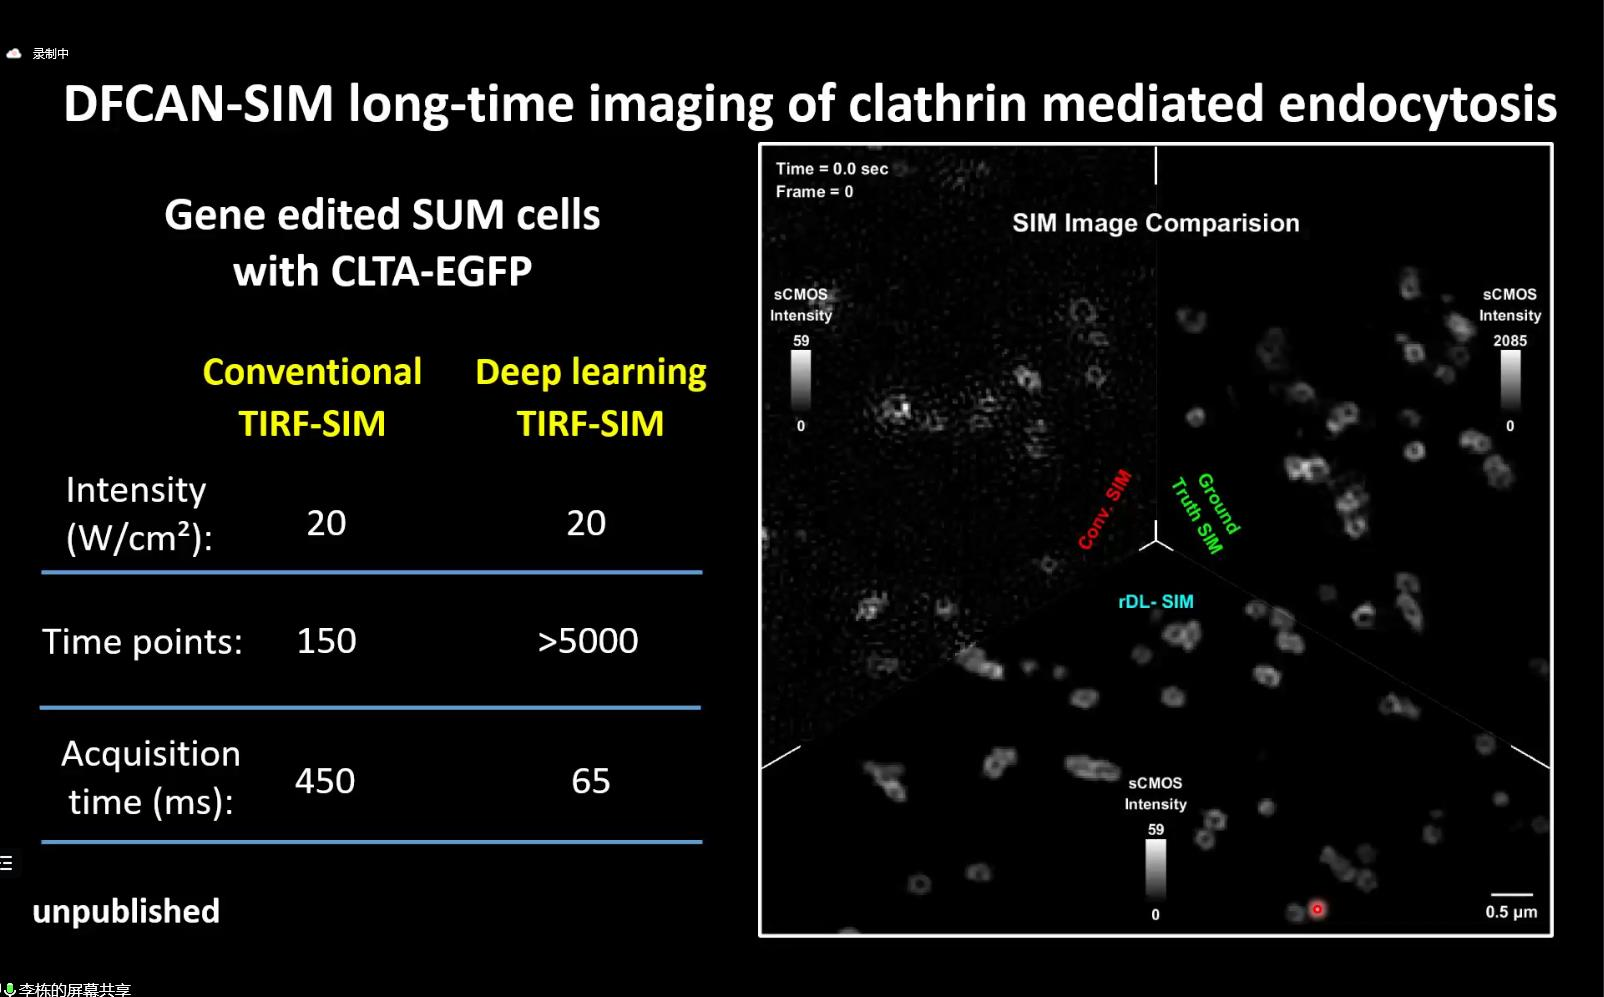 录制中
DFCAN-SIM long-time imaging of clathrin mediated endocytosis
Gene edited SUM cells
with CLTA-EGFP
Conventional
TIRF-SIM
Deep learning
TIRF-SIM
Intensity
(W/cm²):
20
20
Time points:
150
>5000
Acquisition
time (ms):
450
65
unpublished
Time = 0.0 sec
Frame = 0
SIM Image Comparision
sCMOS
Intensity
59
0
sCMOS
Intensity
2085
0
Conv. SIM
Ground
Truth SIM
rDL- SIM
sCMOS
Intensity
59
0
0.5 μm
李栋的屏幕共享